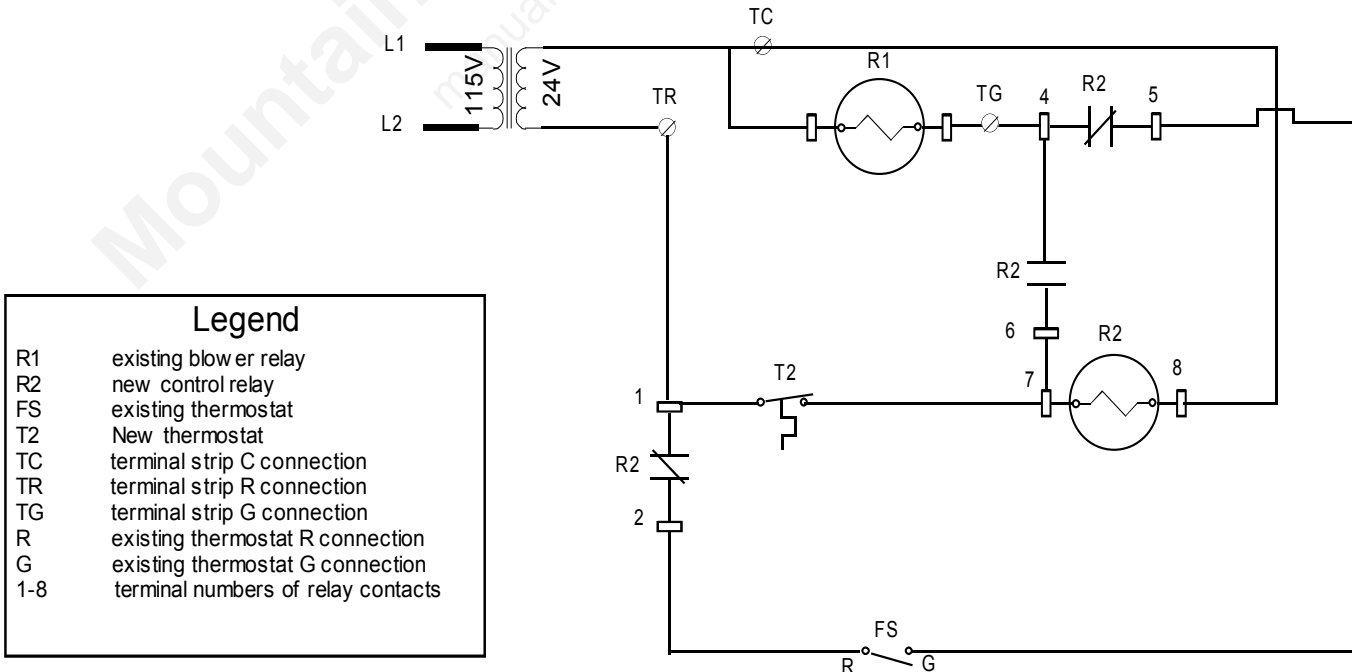 TC
L1
R1
115V
24V
TR
TG
4
R2
5
L2
R2
6
R2
7
8
1
T2
R2
2
FS
R
G
Legend
R1 existing blower relay
R2 new control relay
FS existing thermostat
T2 New thermostat
TC terminal strip C connection
TR terminal strip R connection
TG terminal strip G connection
R existing thermostat R connection
G existing thermostat G connection
1-8 terminal numbers of relay contacts
Mountain
manual